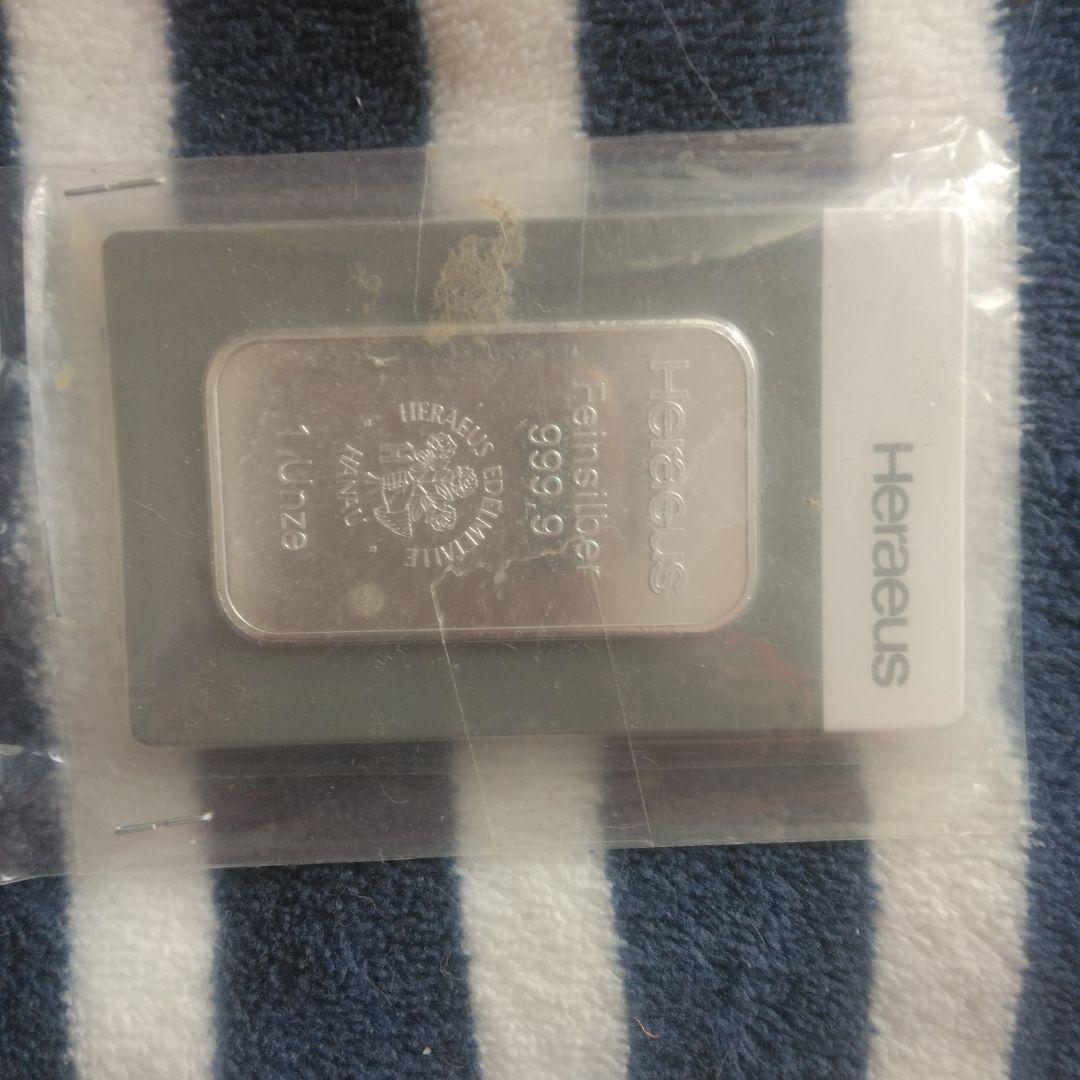 Heraeus
Heraeus
Feinsilber
999,9
HERAEUS EDELMETALLE
HANAU
1 Unze